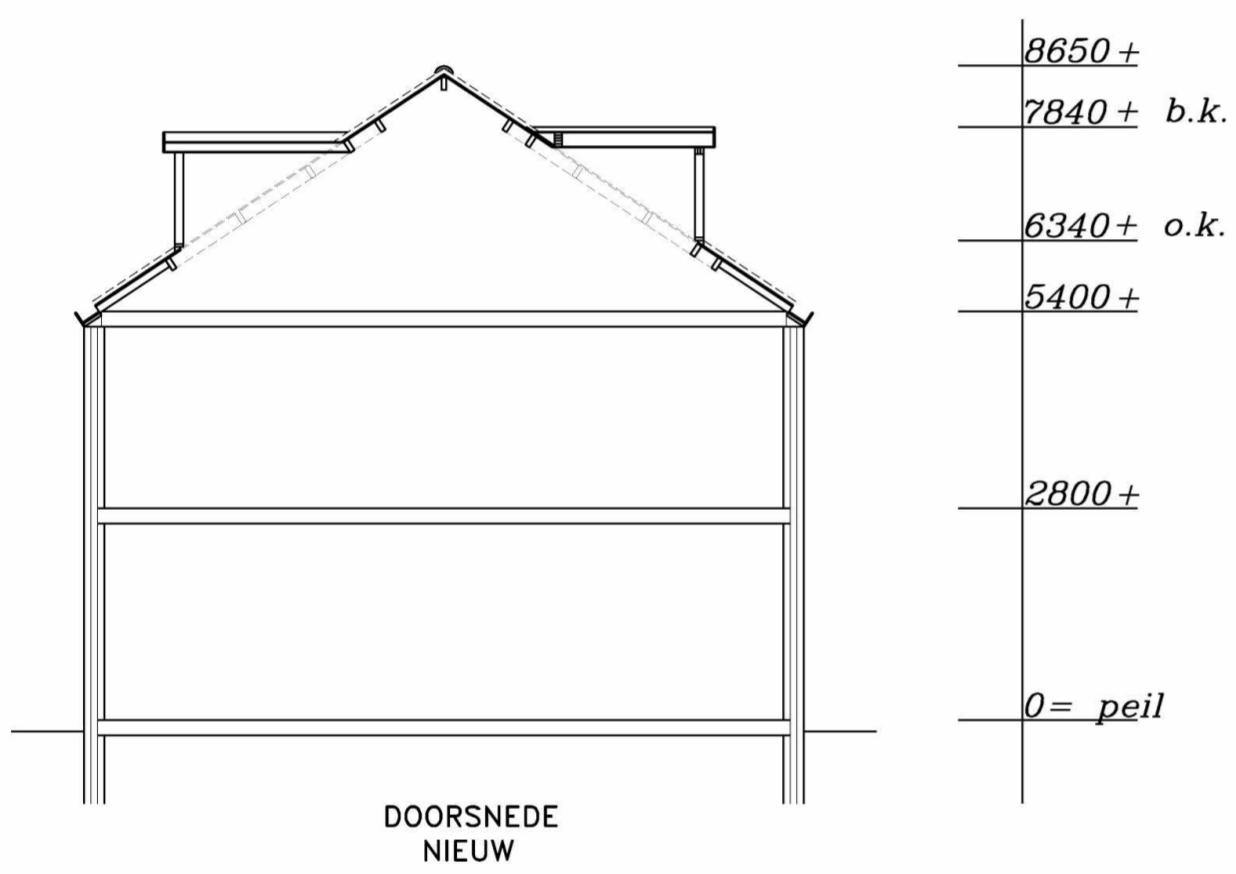 8650+
7840+ b.k.
6340+ o.k.
5400+
2800+
0= peil
DOORSNEDE
NIEUW